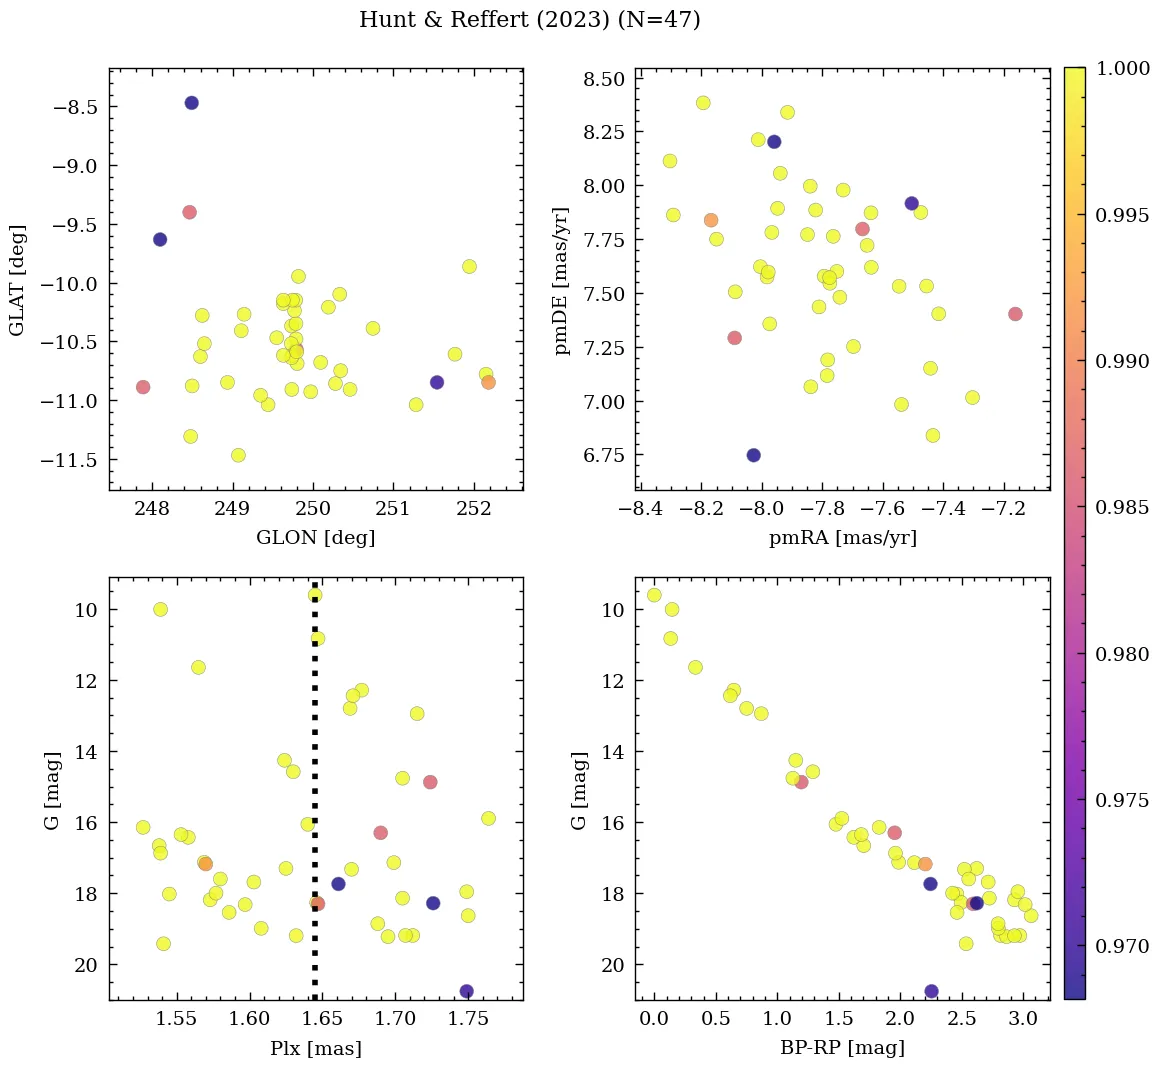 Hunt & Reffert (2023) (N=47)
−8.5
−9.0
−9.5
−10.0
−10.5
−11.0
−11.5
GLAT [deg]
248 249 250 251 252
GLON [deg]
8.50
8.25
8.00
7.75
7.50
7.25
7.00
6.75
pmDE [mas/yr]
−8.4 −8.2 −8.0 −7.8 −7.6 −7.4 −7.2
pmRA [mas/yr]
10
12
14
16
18
20
G [mag]
1.55 1.60 1.65 1.70 1.75
Plx [mas]
10
12
14
16
18
20
G [mag]
0.0 0.5 1.0 1.5 2.0 2.5 3.0
BP-RP [mag]
1.000
0.995
0.990
0.985
0.980
0.975
0.970